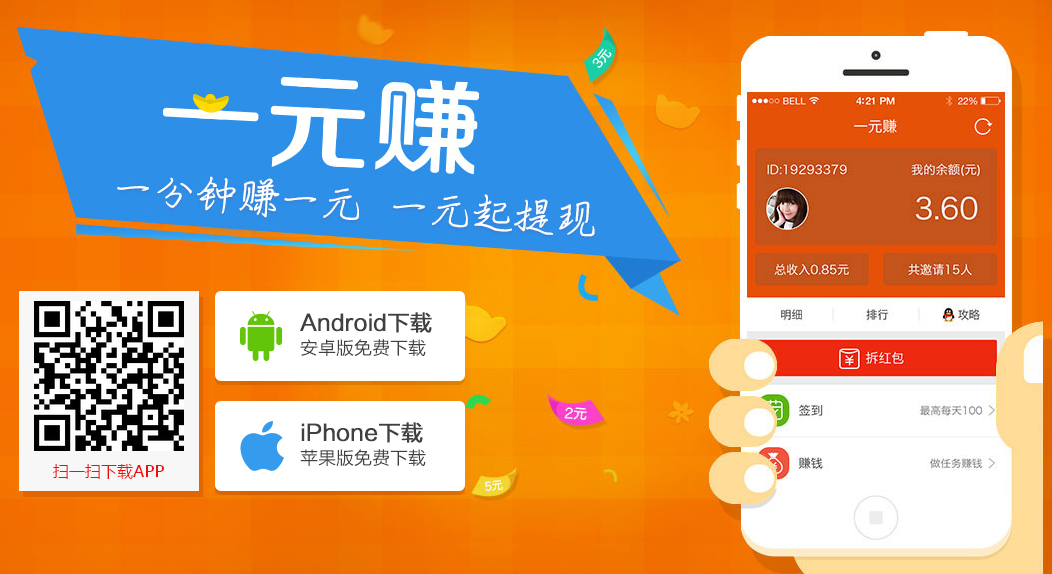 一元赚
一分钟赚一元 一元起提现
3元
Android下载
安卓版免费下载
iPhone下载
苹果版免费下载
扫一扫下载APP
2元
5元
BELL 4:21 PM 22%
一元赚
ID:19293379 我的余额(元)
3.60
总收入0.85元 共邀请15人
明细 排行 攻略
拆红包
签到 最高每天100
赚钱 做任务赚钱